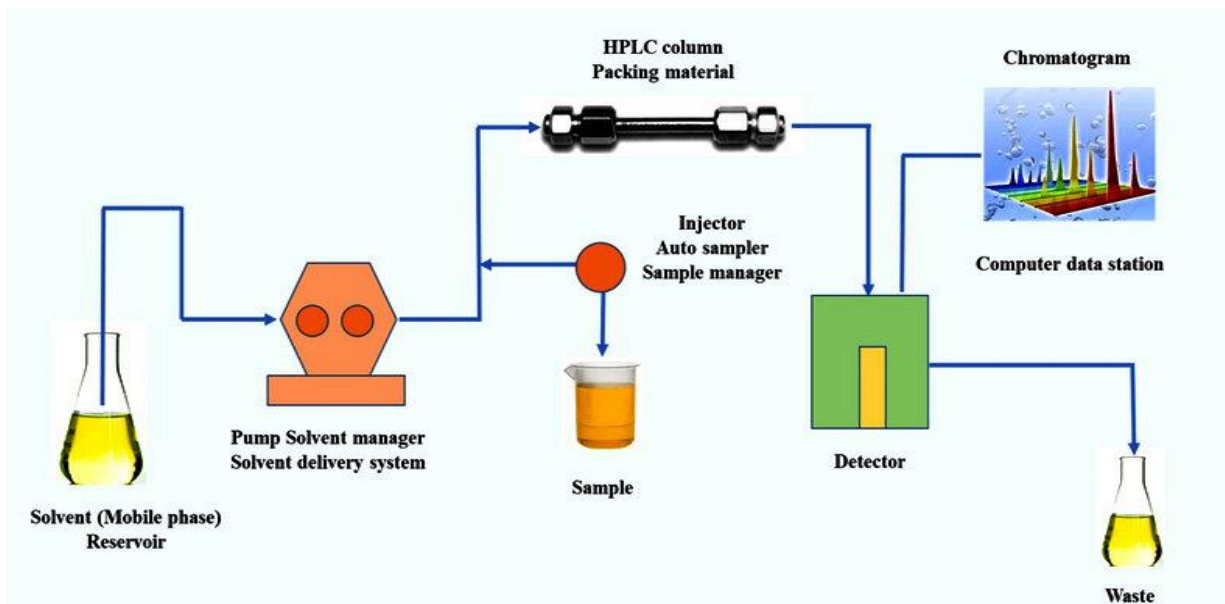 HPLC column
Packing material
Chromatogram
Injector
Auto sampler
Sample manager
Computer data station
Pump Solvent manager
Solvent delivery system
Detector
Sample
Solvent (Mobile phase)
Reservoir
Waste